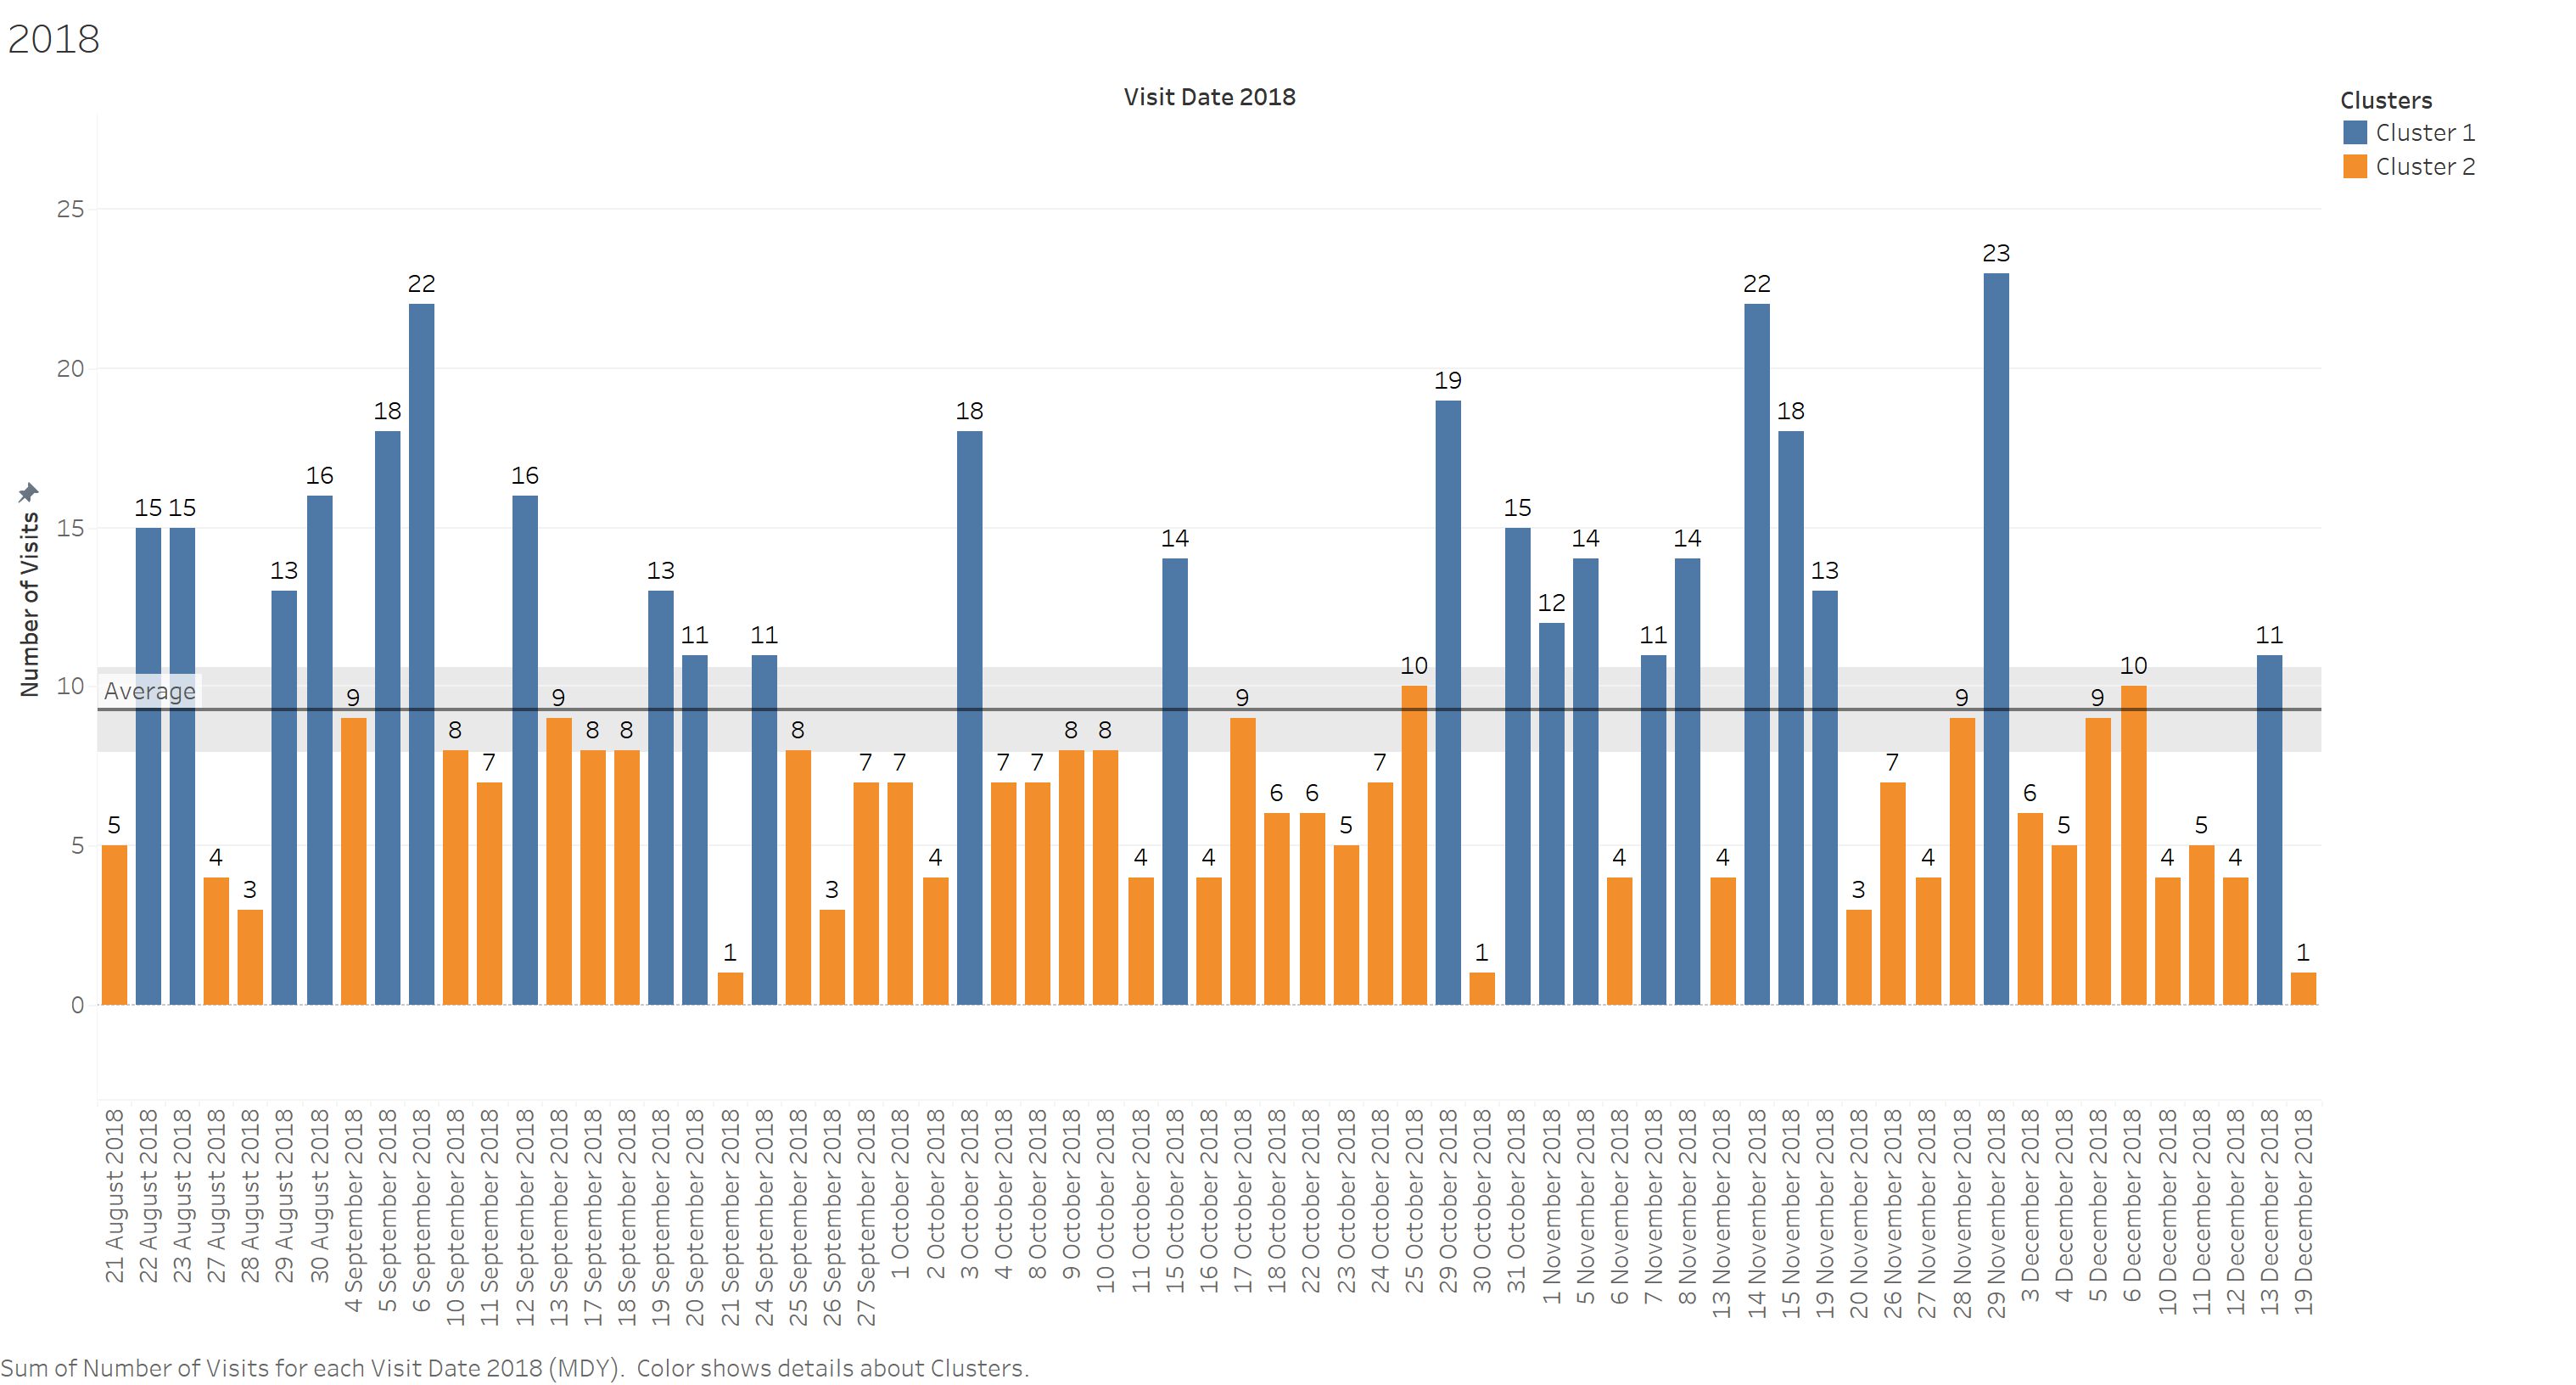 2018
Visit Date 2018
Clusters
Cluster 1
Cluster 2
Number of Visits
25
20
15
10
5
0
Average
5
15
15
4
3
13
16
9
18
22
8
7
16
9
8
8
13
11
1
11
8
3
7
7
4
18
7
7
8
8
4
14
4
9
6
6
5
7
10
19
1
15
12
14
4
11
14
4
22
18
13
3
7
4
9
23
6
5
9
10
4
5
4
11
1
21 August 2018
22 August 2018
23 August 2018
27 August 2018
28 August 2018
29 August 2018
30 August 2018
4 September 2018
5 September 2018
6 September 2018
10 September 2018
11 September 2018
12 September 2018
13 September 2018
17 September 2018
18 September 2018
19 September 2018
20 September 2018
21 September 2018
24 September 2018
25 September 2018
26 September 2018
27 September 2018
1 October 2018
2 October 2018
3 October 2018
4 October 2018
8 October 2018
9 October 2018
10 October 2018
11 October 2018
15 October 2018
16 October 2018
17 October 2018
18 October 2018
22 October 2018
23 October 2018
24 October 2018
25 October 2018
29 October 2018
30 October 2018
31 October 2018
1 November 2018
5 November 2018
6 November 2018
7 November 2018
8 November 2018
13 November 2018
14 November 2018
15 November 2018
19 November 2018
20 November 2018
26 November 2018
27 November 2018
28 November 2018
29 November 2018
3 December 2018
4 December 2018
5 December 2018
6 December 2018
10 December 2018
11 December 2018
12 December 2018
13 December 2018
19 December 2018
Sum of Number of Visits for each Visit Date 2018 (MDY).  Color shows details about Clusters.